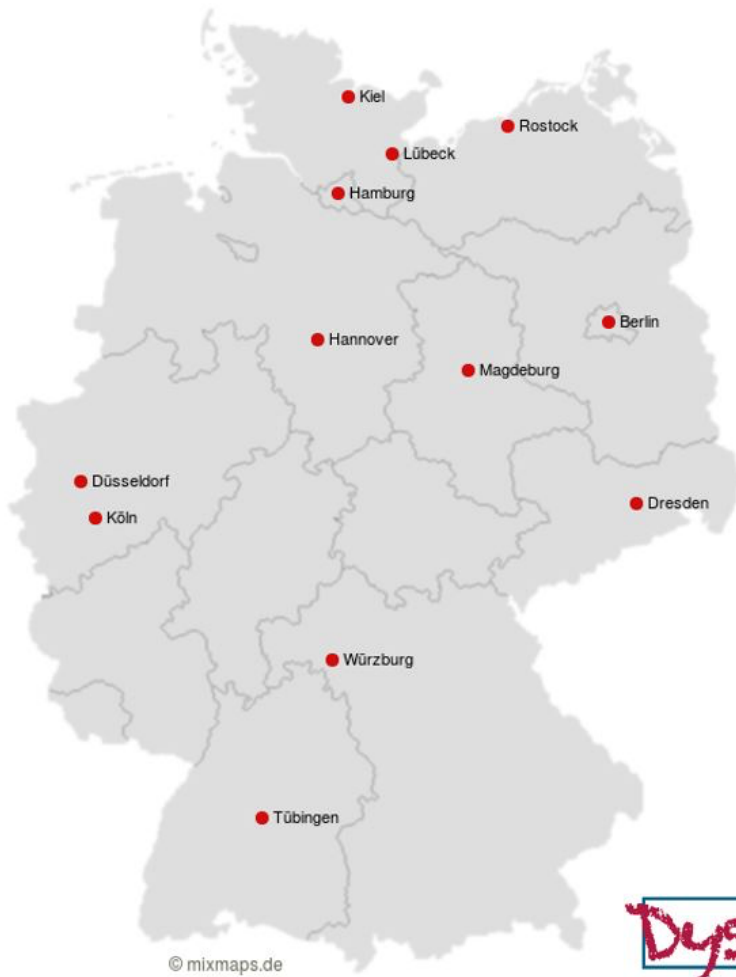 Kiel
Rostock
Lübeck
Hamburg
Berlin
Hannover
Magdeburg
Düsseldorf
Dresden
Köln
Würzburg
Tübingen
© mixmaps.de